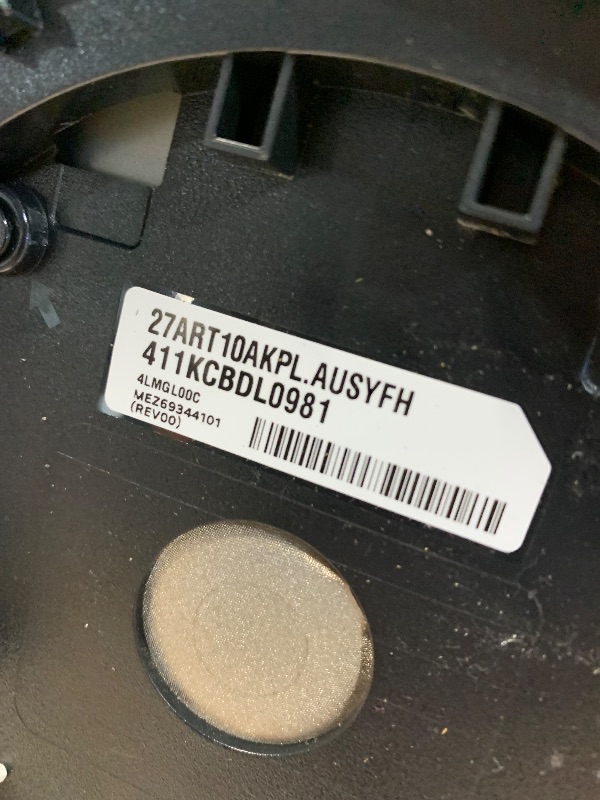 27ART10AKPL.AUSYFH
411KCBDL0981
4LMGL00C
MEZ69344101
(REV00)